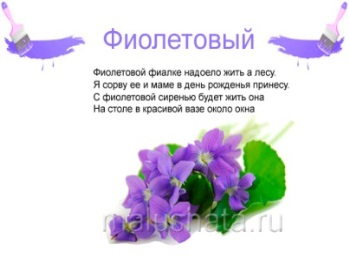 Фиолетовый
Фиолетовой фиалке надоело жить а лесу.
Я сорву ее и маме в день рожденья принесу.
С фиолетовой сиренью будет жить она
На столе в красивой вазе около окна
malushata.ru